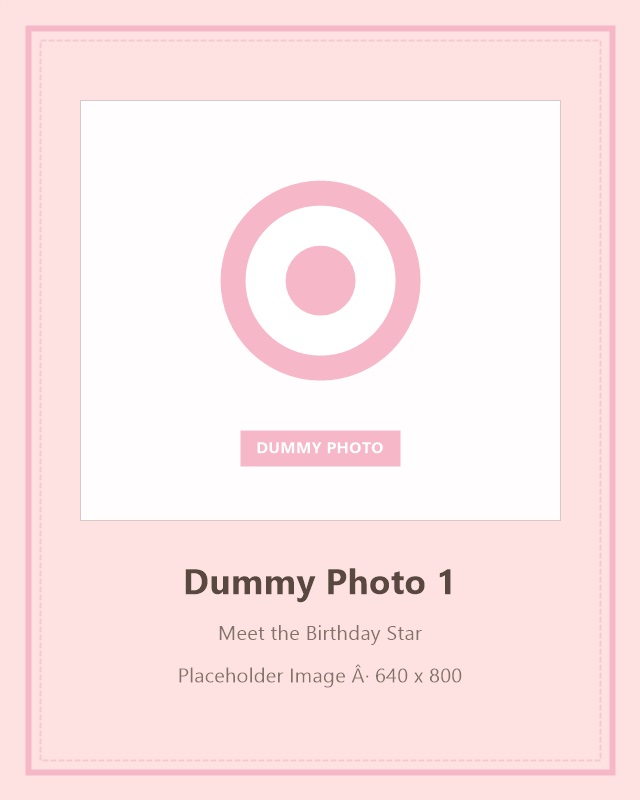 DUMMY PHOTO
Dummy Photo 1
Meet the Birthday Star
Placeholder Image Â· 640 x 800